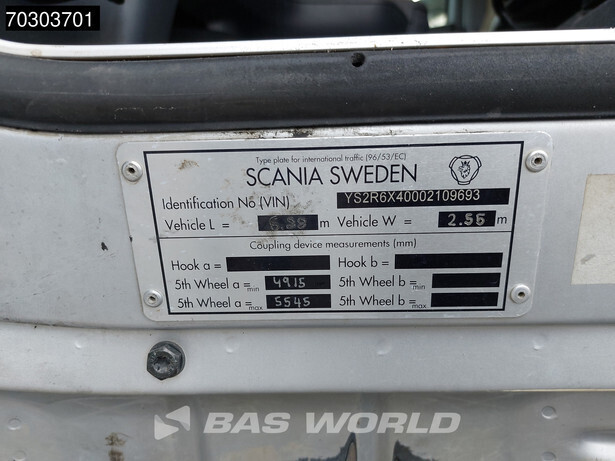 70303701
Type plate for international traffic (96/53/EC)
SCANIA SWEDEN
Identification No (VIN) YS2R6X40002109693
Vehicle L = m Vehicle W = 2.55 m
Coupling device measurements (mm)
Hook a = Hook b =
5th Wheel a min = 4915 5th Wheel b min =
5th Wheel a max = 5545 5th Wheel b max =
BAS WORLD